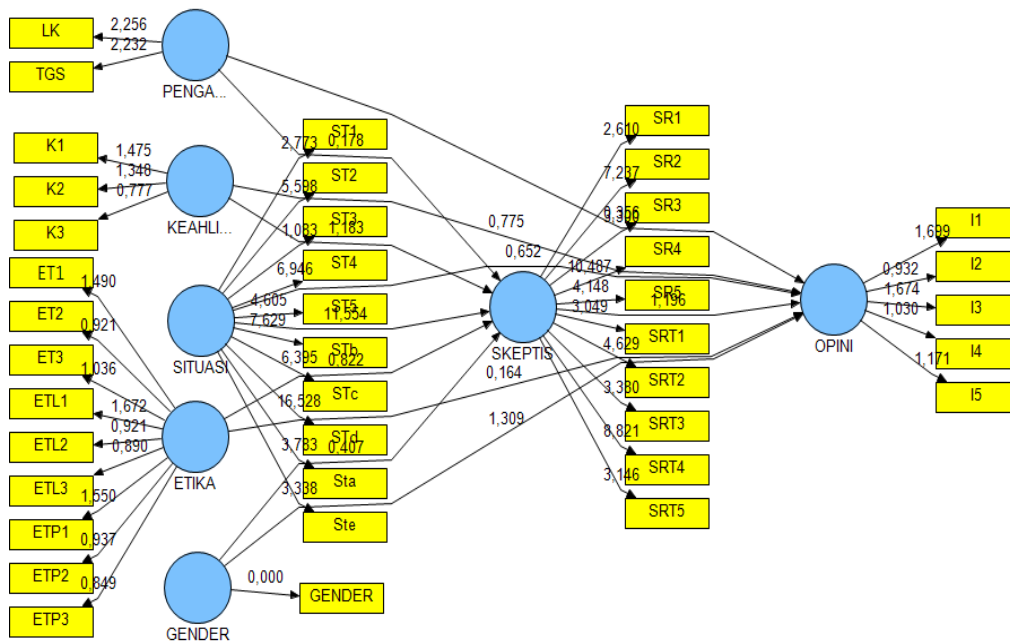 LK
2,256
2,232
TGS
PENGA...
K1
1,475
K2
1,348
0,777
K3
KEAHLI...
ET1
1,490
ET2
0,921
ET3
1,036
ETL1
1,672
0,921
ETL2
0,890
ETL3
1,550
ETP1
0,937
ETP2
0,849
ETP3
SITUASI
ETIKA
GENDER
0,000
GENDER
ST1
2,773
0,178
ST2
5,598
ST3
1,083
1,183
ST4
6,946
ST5
4,605
11,554
7,629
STb
6,395
0,822
STc
16,528
STd
3,783
0,407
Sta
3,338
Ste
SKEPTIS
SR1
2,610
SR2
7,237
SR3
0,356
SR4
10,487
SR5
4,148
1,196
3,049
SRT1
4,629
SRT2
3,380
SRT3
8,821
SRT4
3,146
SRT5
0,775
0,652
0,164
1,309
OPINI
I1
1,699
I2
0,932
1,674
I3
1,030
I4
1,171
I5